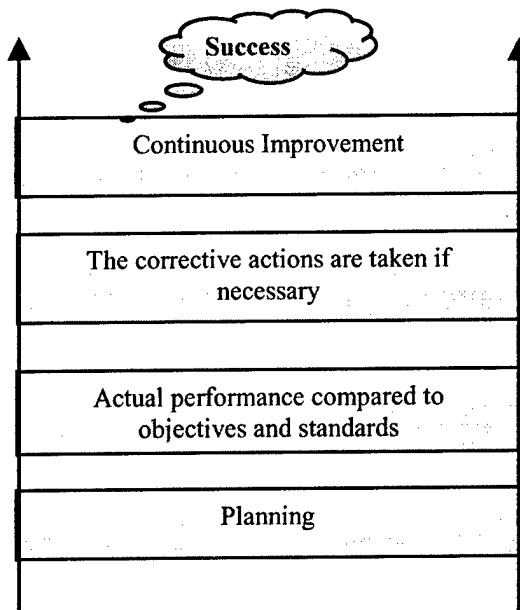 Success
Continuous Improvement
The corrective actions are taken if
necessary
Actual performance compared to
objectives and standards
Planning